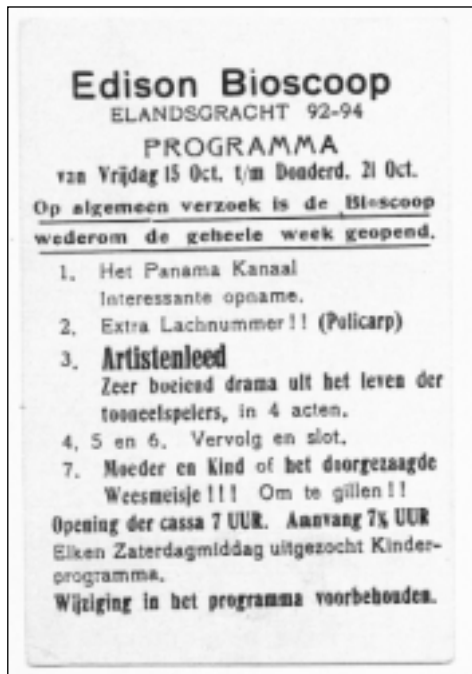 Edison Bioscoop
ELANDSGRACHT 92-94
PROGRAMMA
van Vrijdag 15 Oct. t/m Donderd. 21 Oct.
Op algemeen verzoek is de Bioscoop
wederom de geheele week geopend.
1. Het Panama Kanaal
Interessante opname.
2. Extra Lachnummer!! (Policarp)
3. Artistenleed
Zeer boeiend drama uit het leven der
tooneelspelers, in 4 acten.
4, 5 en 6. Vervolg en slot.
7. Moeder en Kind of het doorgezaagde
Weesmeisje!!! Om te gillen!!
Opening der cassa 7 UUR. Aanvang UUR
Elken Zaterdagmiddag uitgezocht Kinder-
programma.
Wijziging in het programma voorbehouden.